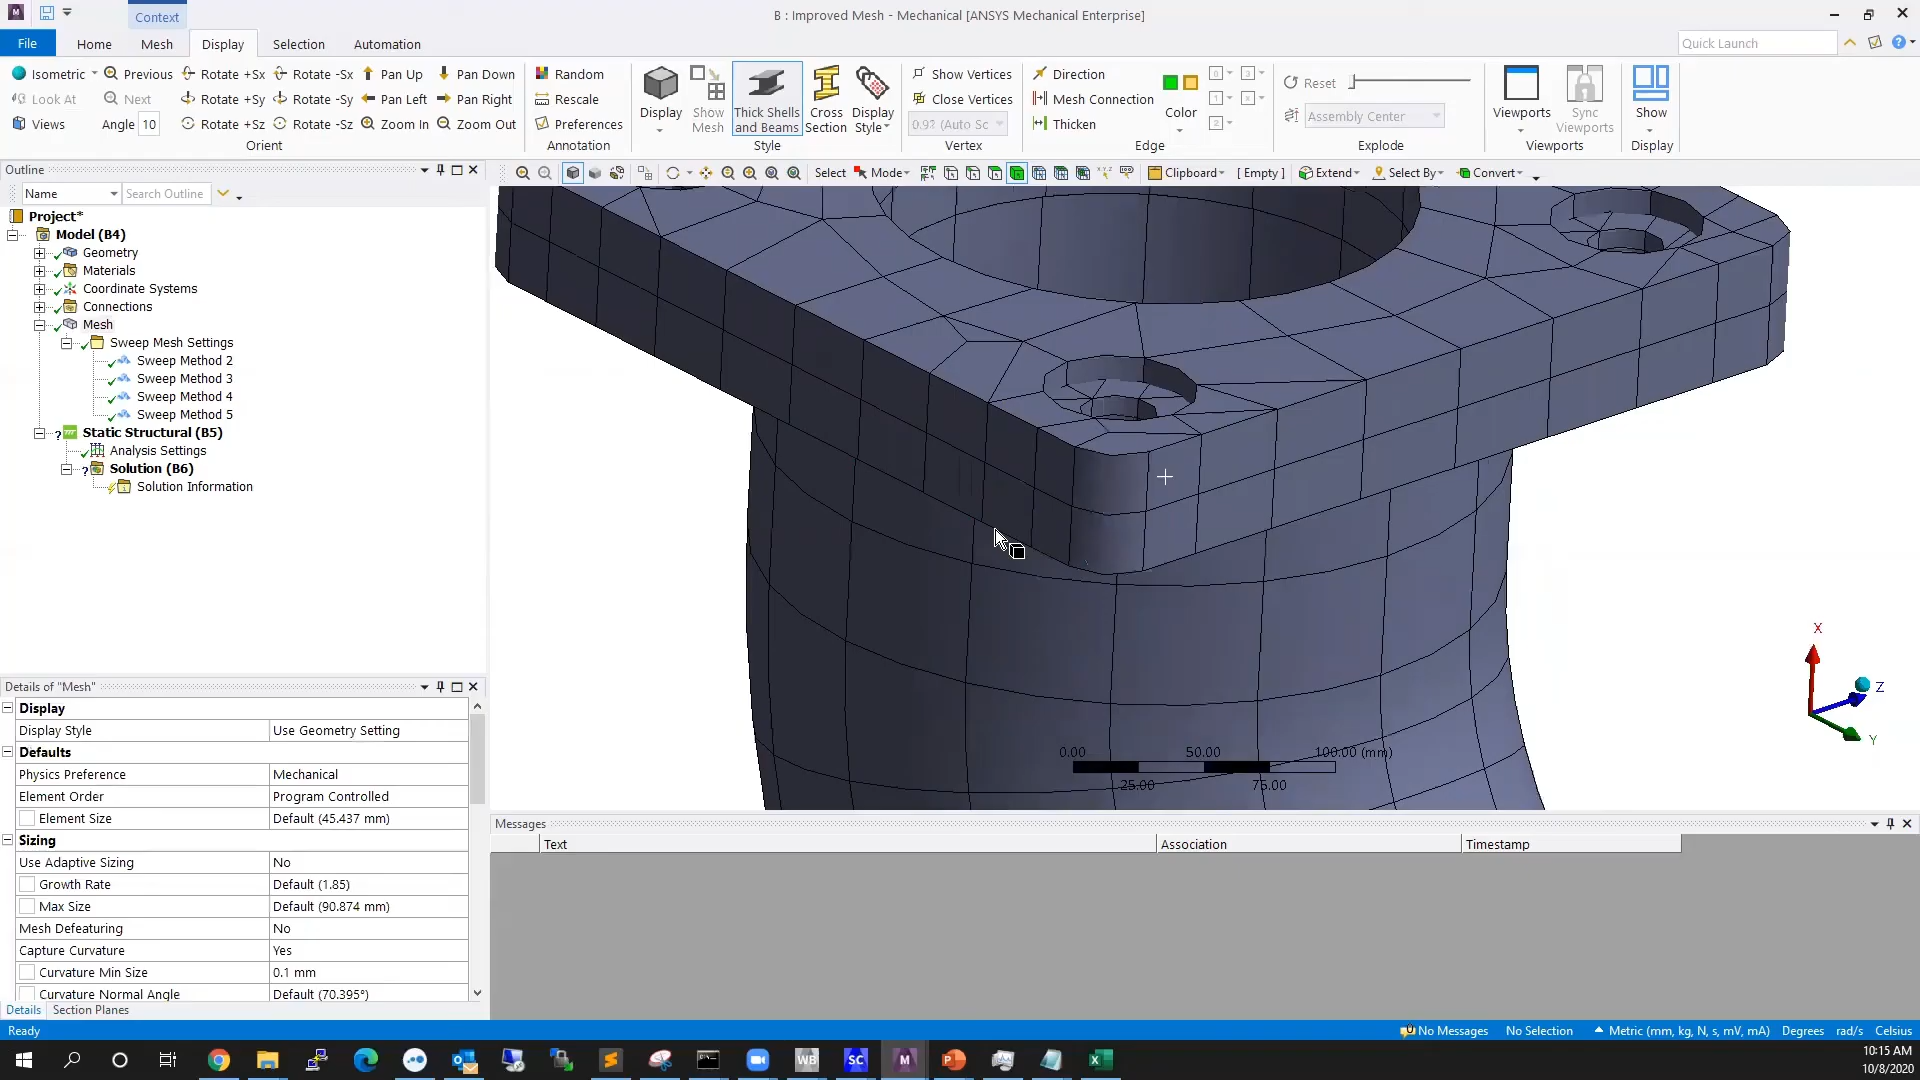 Context
B : Improved Mesh - Mechanical [ANSYS Mechanical Enterprise]
File Home Mesh Display Selection Automation
Quick Launch
Isometric Previous Rotate +Sx Rotate -Sx Pan Up Pan Down
Look At Next Rotate +Sy Rotate -Sy Pan Left Pan Right
Views Angle 10 Rotate +Sz Rotate -Sz Zoom In Zoom Out
Orient
Random
Rescale
Preferences
Annotation
Display
Show Mesh
Thick Shells and Beams
Cross Section
Display Style
Style
Show Vertices
Close Vertices
0.92 (Auto Sc
Vertex
Direction
Mesh Connection
Thicken
Color
Edge
Reset
Assembly Center
Explode
Viewports
Sync Viewports
Viewports
Show
Display
Outline
Select Mode Clipboard [ Empty ] Extend Select By Convert
Name Search Outline
Project*
Model (B4)
Geometry
Materials
Coordinate Systems
Connections
Mesh
Sweep Mesh Settings
Sweep Method 2
Sweep Method 3
Sweep Method 4
Sweep Method 5
Static Structural (B5)
Analysis Settings
Solution (B6)
Solution Information
X
Z
Y
0.00 50.00 100.00 (mm)
25.00 75.00
Details of "Mesh"
Display
Display Style Use Geometry Setting
Defaults
Physics Preference Mechanical
Element Order Program Controlled
Element Size Default (45.437 mm)
Sizing
Use Adaptive Sizing No
Growth Rate Default (1.85)
Max Size Default (90.874 mm)
Mesh Defeaturing No
Capture Curvature Yes
Curvature Min Size 0.1 mm
Curvature Normal Angle Default (70.395°)
Details Section Planes
Messages
Text Association Timestamp
Ready
No Messages No Selection Metric (mm, kg, N, s, mV, mA) Degrees rad/s Celsius
10:15 AM
10/8/2020